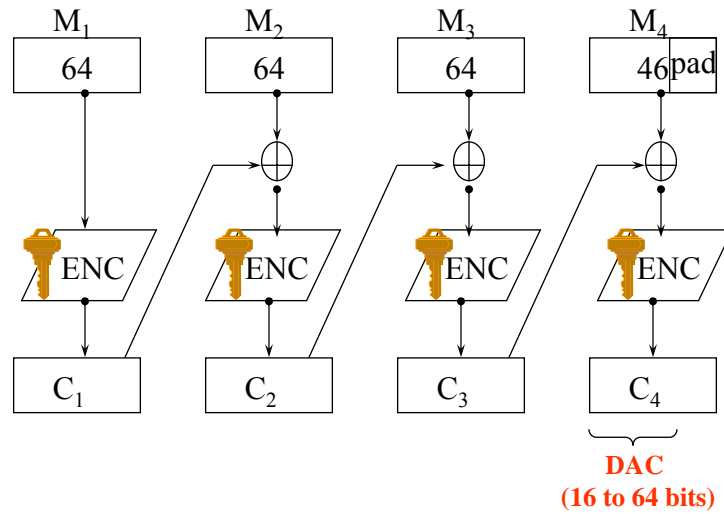 M₁ M₂ M₃ M₄
64 64 64 46 pad
ENC ENC ENC ENC
C₁ C₂ C₃ C₄
DAC
(16 to 64 bits)